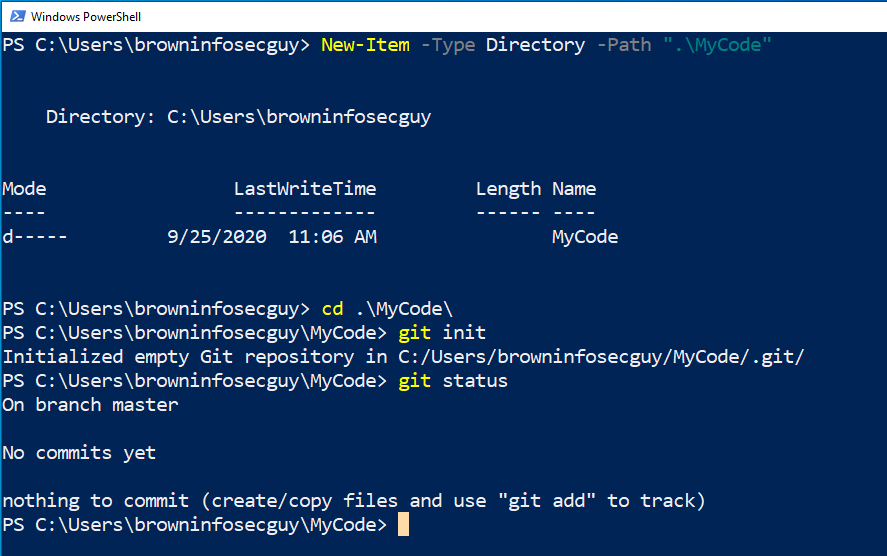 Windows PowerShell
PS C:\Users\browninfosecguy> New-Item -Type Directory -Path ".\MyCode"
Directory: C:\Users\browninfosecguy
Mode                 LastWriteTime         Length Name
----                 -------------         ------ ----
d-----         9/25/2020  11:06 AM                MyCode
PS C:\Users\browninfosecguy> cd .\MyCode\
PS C:\Users\browninfosecguy\MyCode> git init
Initialized empty Git repository in C:/Users/browninfosecguy/MyCode/.git/
PS C:\Users\browninfosecguy\MyCode> git status
On branch master
No commits yet
nothing to commit (create/copy files and use "git add" to track)
PS C:\Users\browninfosecguy\MyCode>